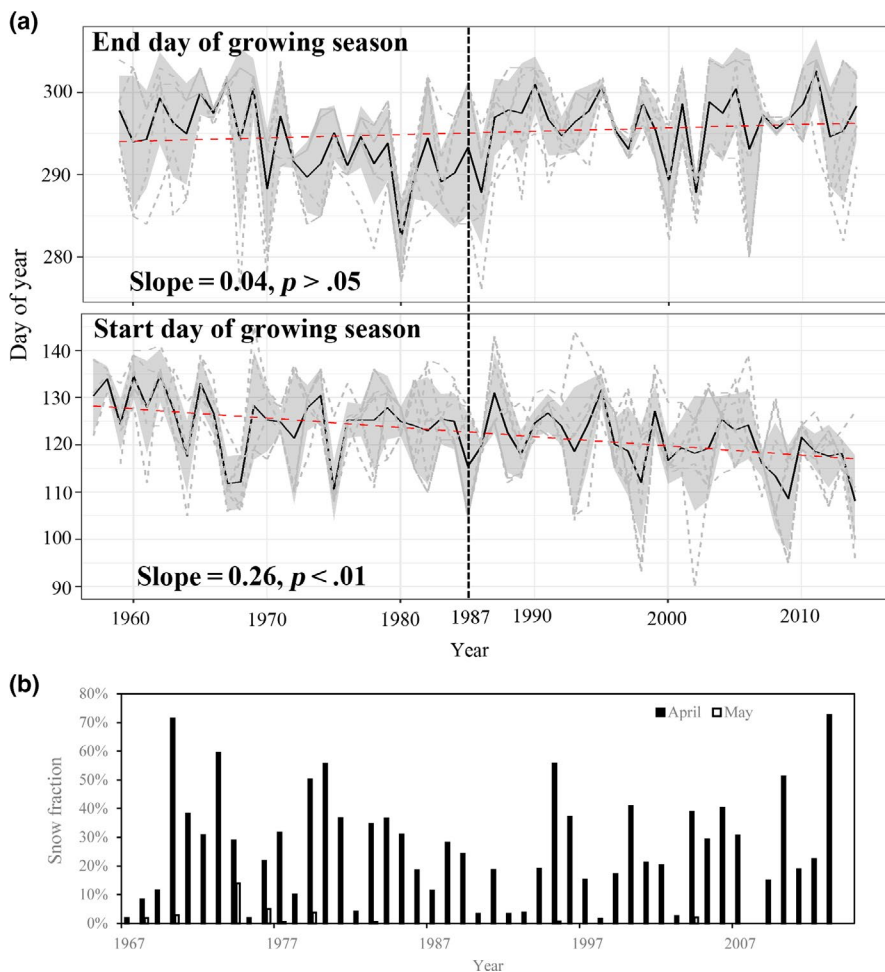 (a)
End day of growing season
300
290
280
Slope = 0.04, p > .05
Day of year
Start day of growing season
140
130
120
110
100
90
Slope = 0.26, p < .01
1960 1970 1980 1987 1990 2000 2010
Year
(b)
80%
70%
60%
50%
40%
30%
20%
10%
0%
Snow fraction
April May
1967 1977 1987 1997 2007
Year